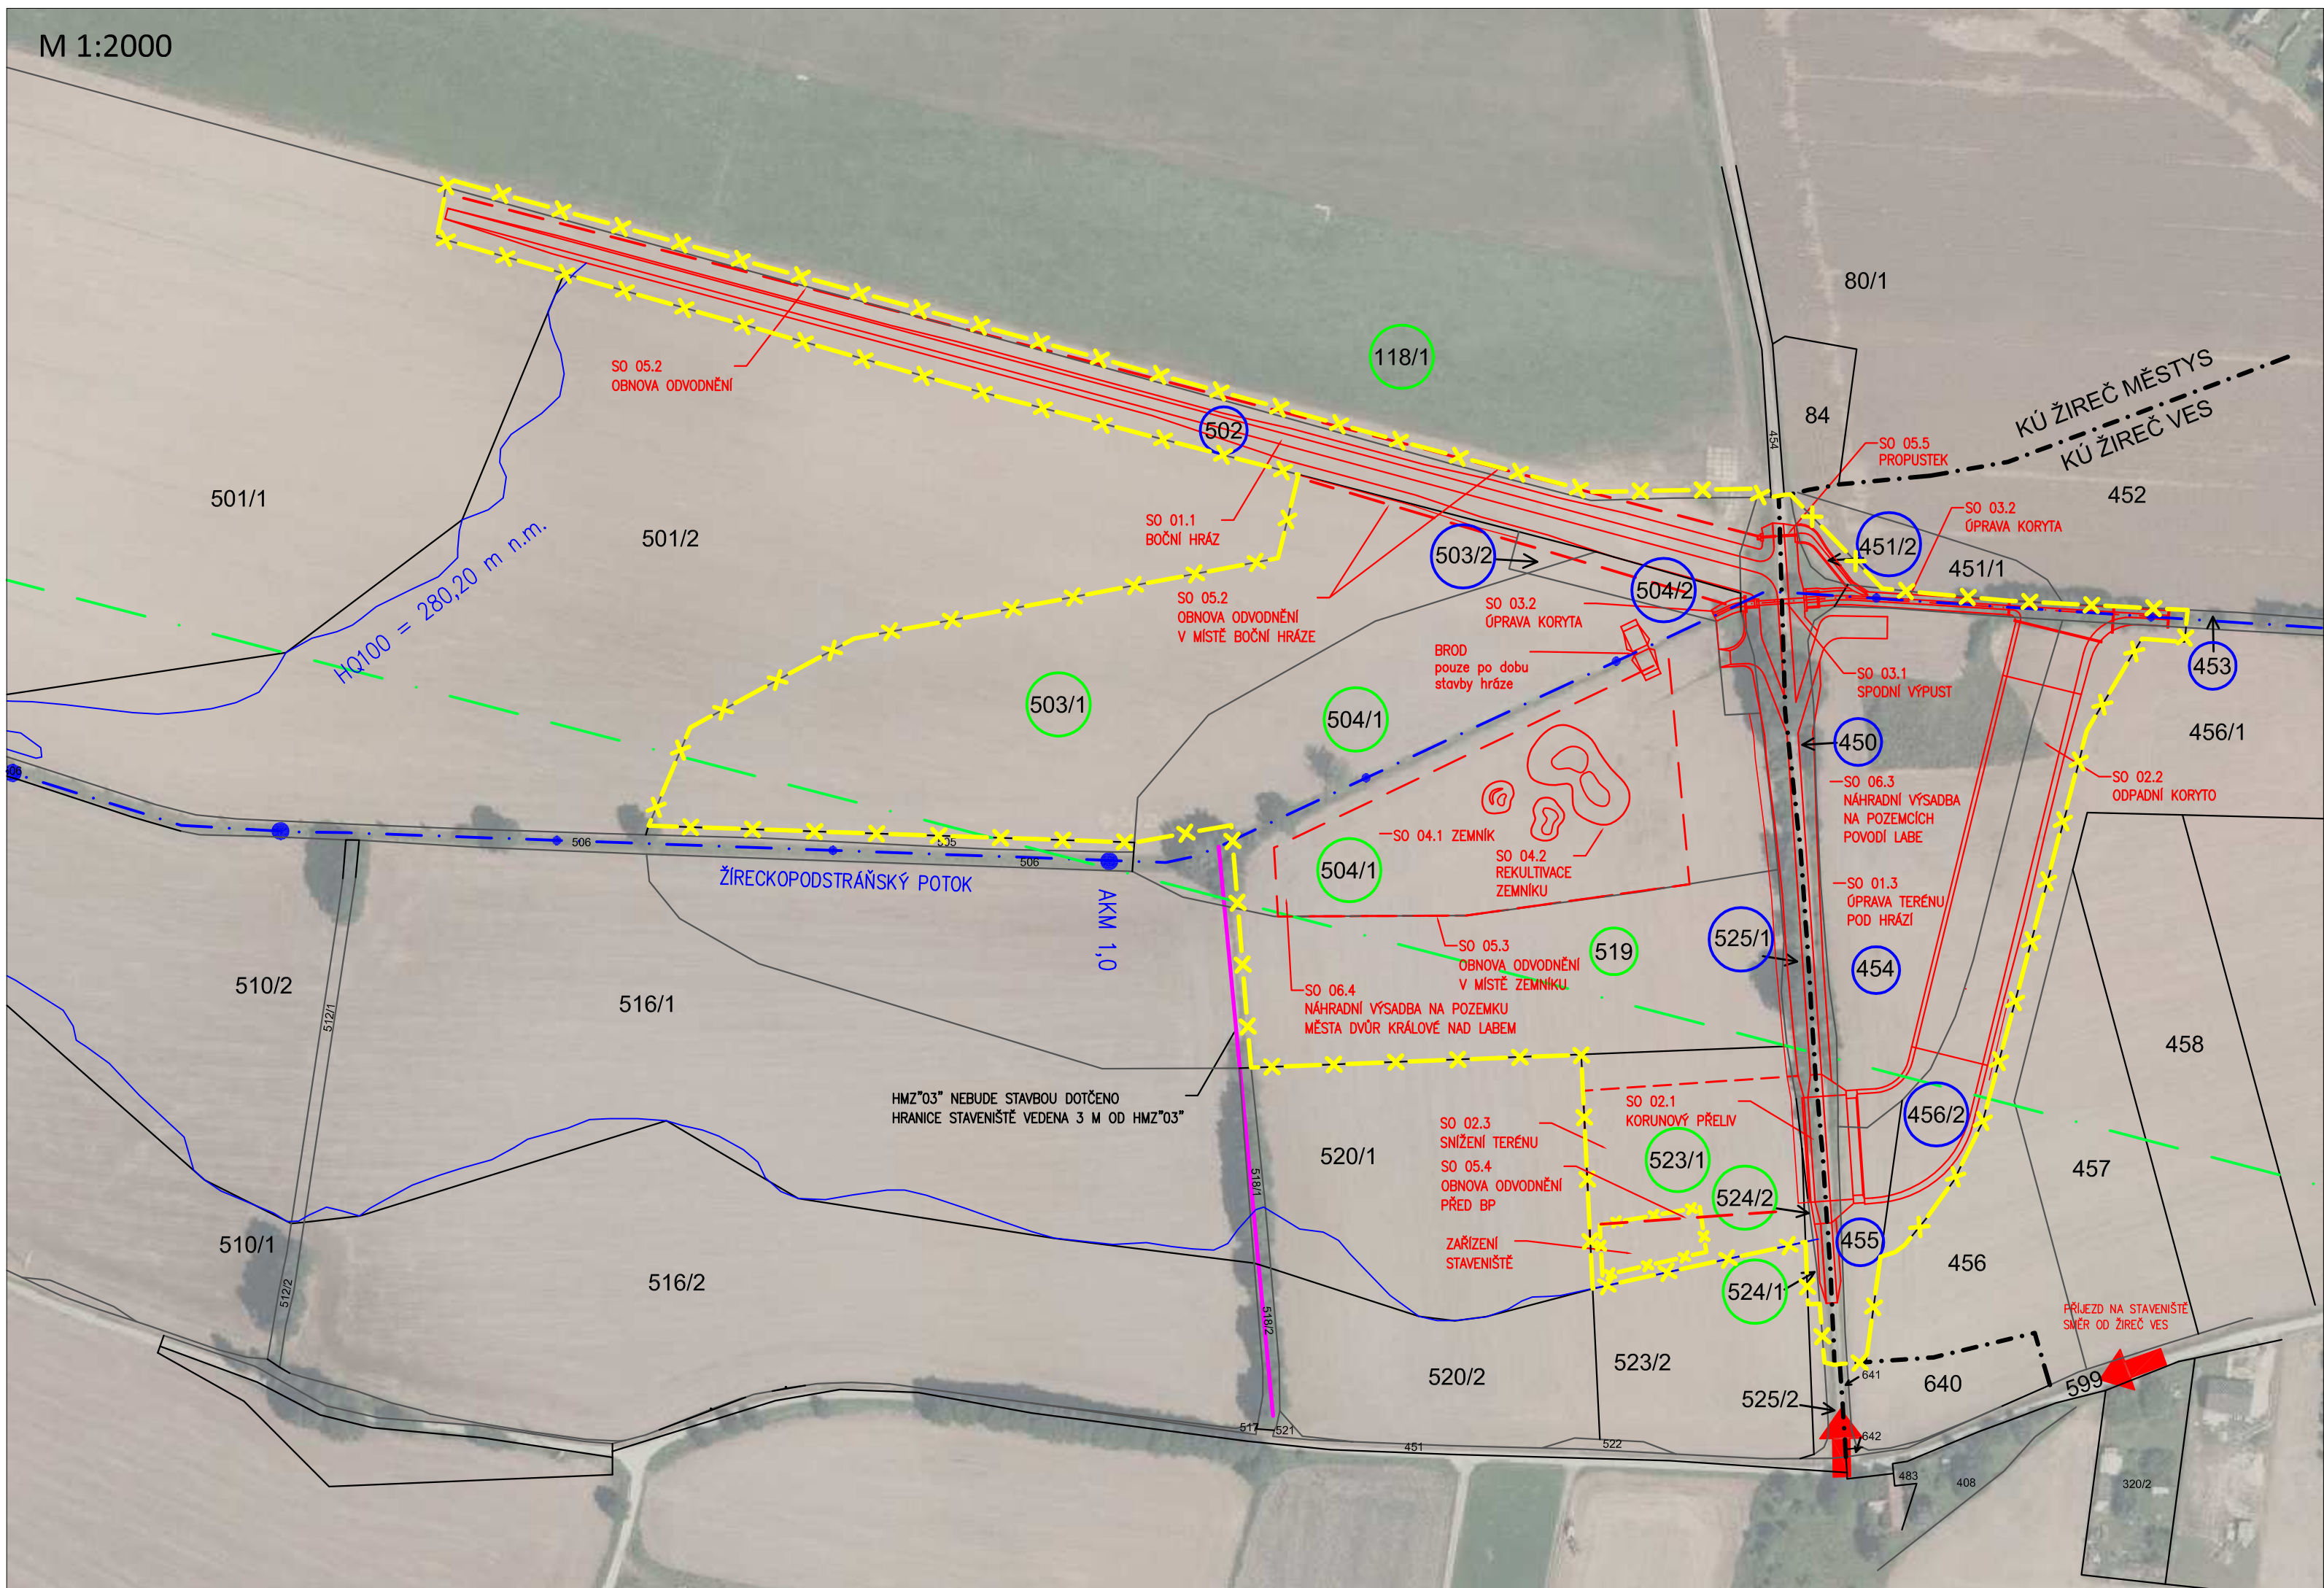 M 1:2000
80/1
118/1
SO 05.2
OBNOVA ODVODNĚNÍ
KÚ ŽIREČ MĚSTYS
KÚ ŽIREČ VES
84
454
502
SO 05.5
PROPUSTEK
452
501/1
501/2
SO 01.1
BOČNÍ HRÁZ
SO 03.2
ÚPRAVA KORYTA
451/2
451/1
503/2
HQ100 = 280,20 m n.m.
504/2
SO 05.2
OBNOVA ODVODNĚNÍ
V MÍSTĚ BOČNÍ HRÁZE
SO 03.2
ÚPRAVA KORYTA
BROD
pouze po dobu
stavby hráze
SO 03.1
SPODNÍ VÝPUST
453
503/1
504/1
450
456/1
SO 06.3
NÁHRADNÍ VÝSADBA
NA POZEMCÍCH
POVODÍ LABE
SO 02.2
ODPADNÍ KORYTO
506
505
506
SO 04.1 ZEMNÍK
504/1
SO 04.2
REKULTIVACE
ZEMNÍKU
ŽÍRECKOPODSTRÁŇSKÝ POTOK
AKM 1,0
SO 01.3
ÚPRAVA TERÉNU
POD HRÁZÍ
525/1
519
454
SO 05.3
OBNOVA ODVODNĚNÍ
V MÍSTĚ ZEMNÍKU
510/2
512/1
516/1
SO 06.4
NÁHRADNÍ VÝSADBA NA POZEMKU
MĚSTA DVŮR KRÁLOVÉ NAD LABEM
458
HMZ"03" NEBUDE STAVBOU DOTČENO
HRANICE STAVENIŠTĚ VEDENA 3 M OD HMZ"03"
SO 02.1
KORUNOVÝ PŘELIV
456/2
SO 02.3
SNÍŽENÍ TERÉNU
520/1
523/1
457
SO 05.4
OBNOVA ODVODNĚNÍ
PŘED BP
518/1
524/2
510/1
ZAŘÍZENÍ
STAVENIŠTĚ
455
456
512/2
516/2
524/1
518/2
PŘÍJEZD NA STAVENIŠTĚ
SMĚR OD ŽIREČ VES
520/2
523/2
641
640
599
525/2
517
521
451
522
642
483
408
320/2